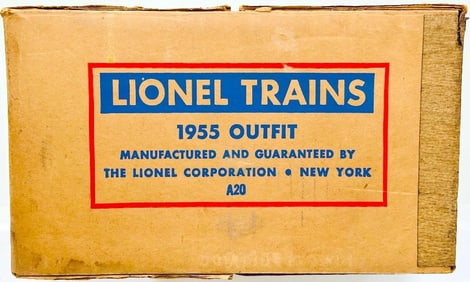 LIONEL TRAINS
1955 OUTFIT
MANUFACTURED AND GUARANTEED BY
THE LIONEL CORPORATION • NEW YORK
A20